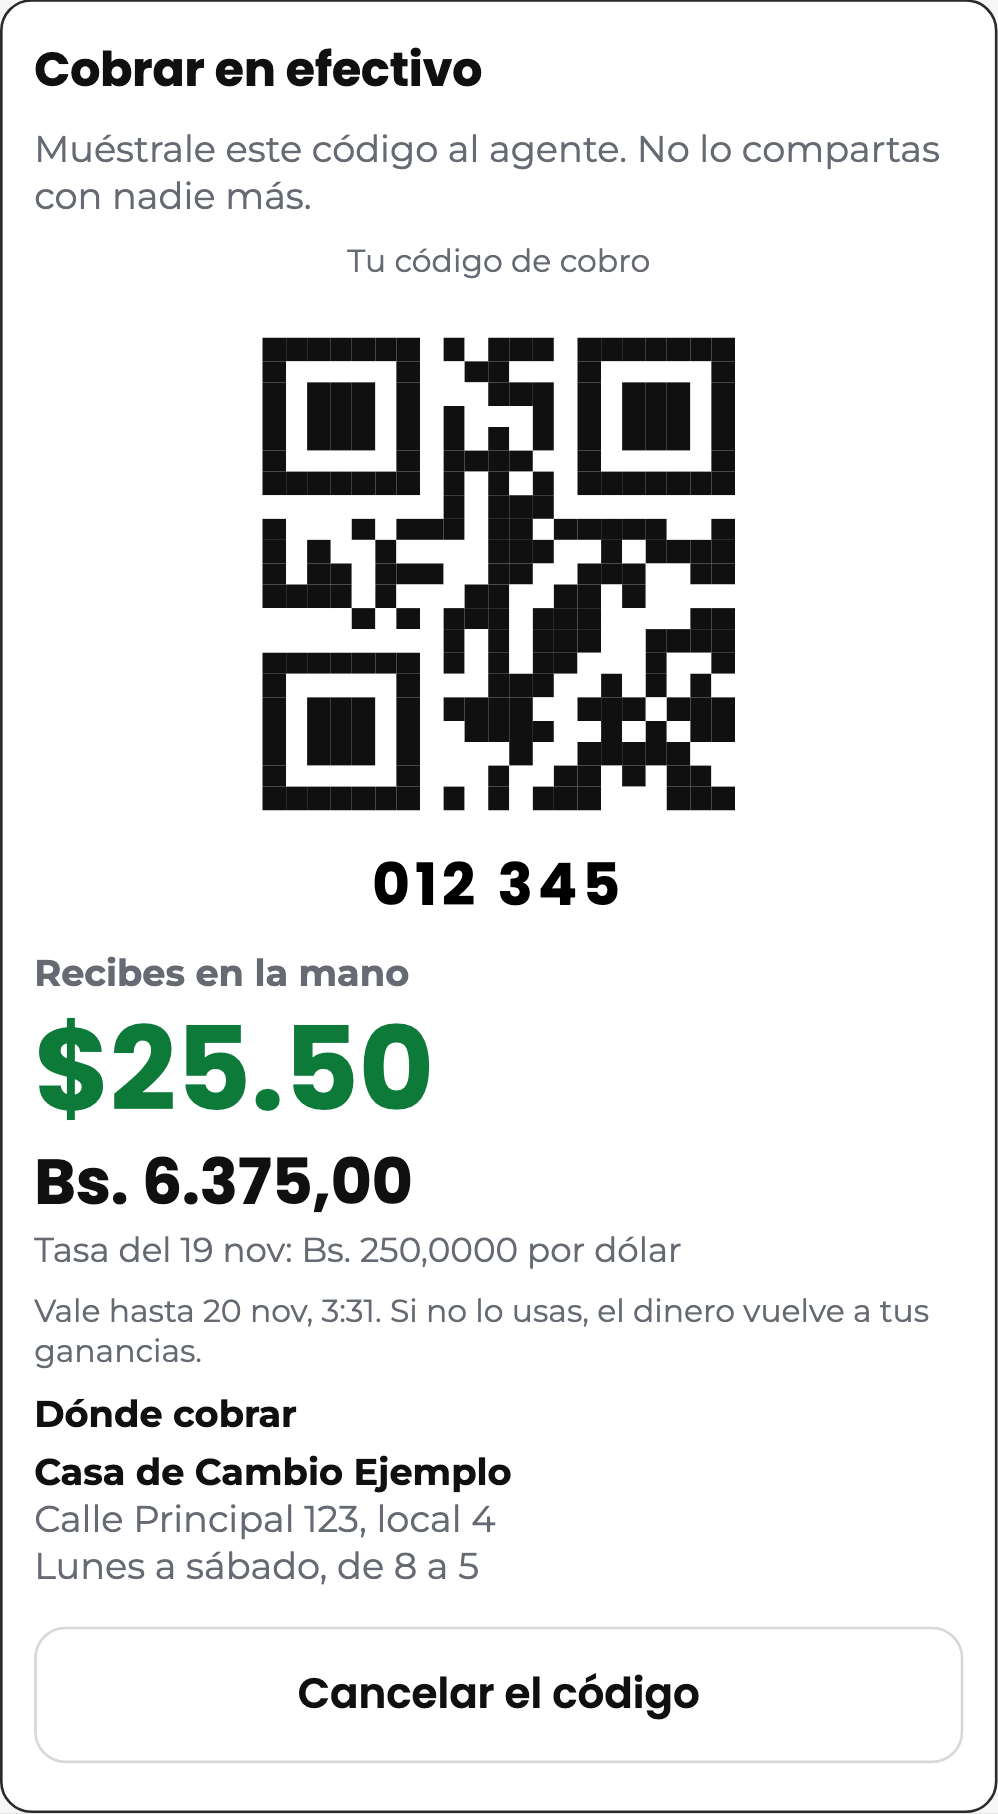 Cobrar en efectivo
Muéstrale este código al agente. No lo compartas
con nadie más.
Tu código de cobro
012 345
Recibes en la mano
$25.50
Bs. 6.375,00
Tasa del 19 nov: Bs. 250,0000 por dólar
Vale hasta 20 nov, 3:31. Si no lo usas, el dinero vuelve a tus
ganancias.
Dónde cobrar
Casa de Cambio Ejemplo
Calle Principal 123, local 4
Lunes a sábado, de 8 a 5
Cancelar el código